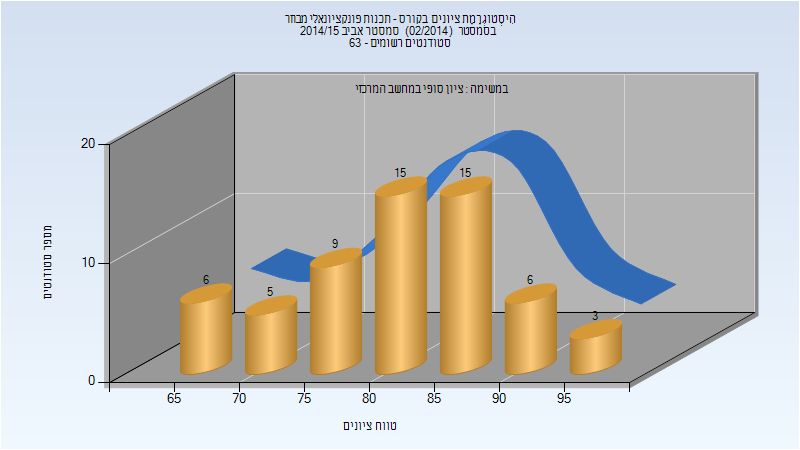 היסטוגרמת ציונים בקורס - תכנות פונקציונאלי מבוזר
בסמסטר (02/2014) סמסטר אביב 2014/15
סטודנטים רשומים - 63
במשימה : ציון סופי במחשב המרכזי
מספר סטודנטים
20
10
0
6
5
9
15
15
6
3
65
70
75
80
85
90
95
טווח ציונים